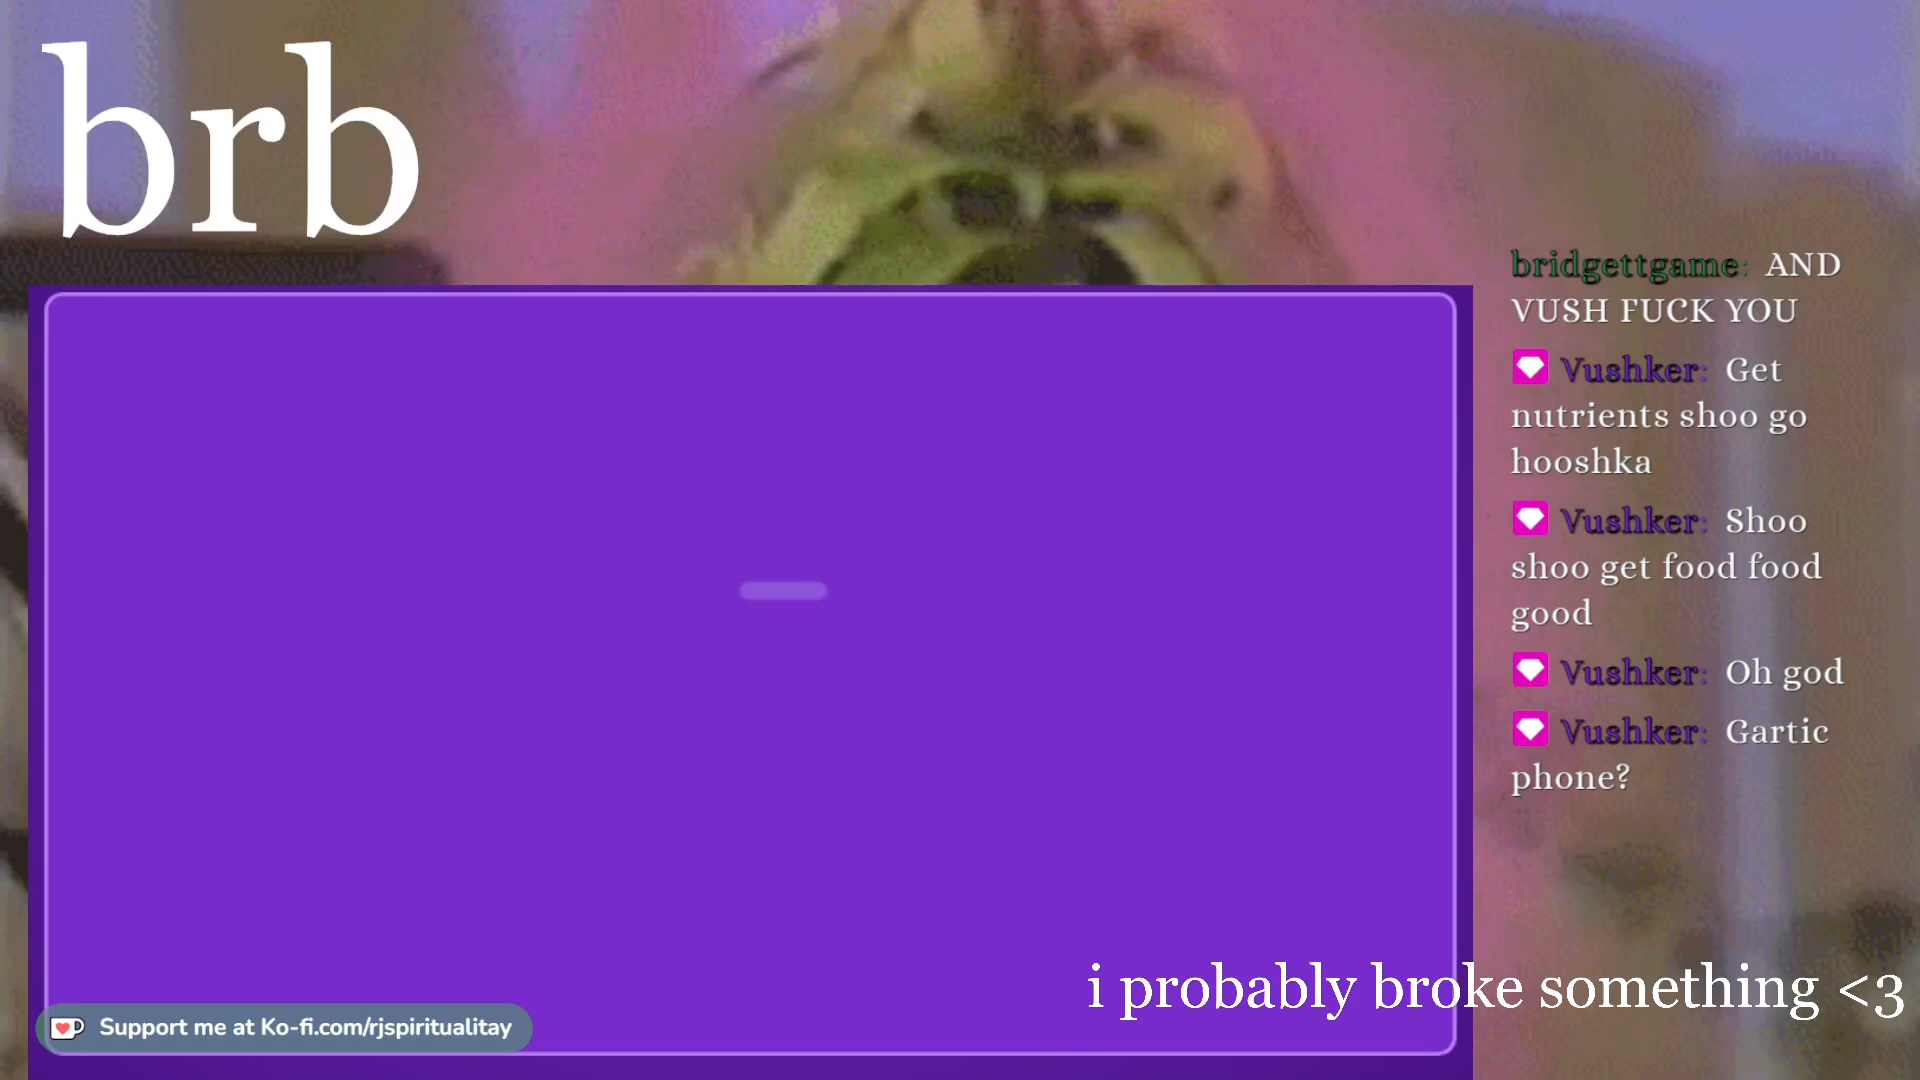 brb
bridgettgame: AND
VUSH FUCK YOU
Vushker: Get
nutrients shoo go
hooshka
Vushker: Shoo
shoo get food food
good
Vushker: Oh god
Vushker: Gartic
phone?
i probably broke something <3
Support me at Ko-fi.com/rjspiritualitay